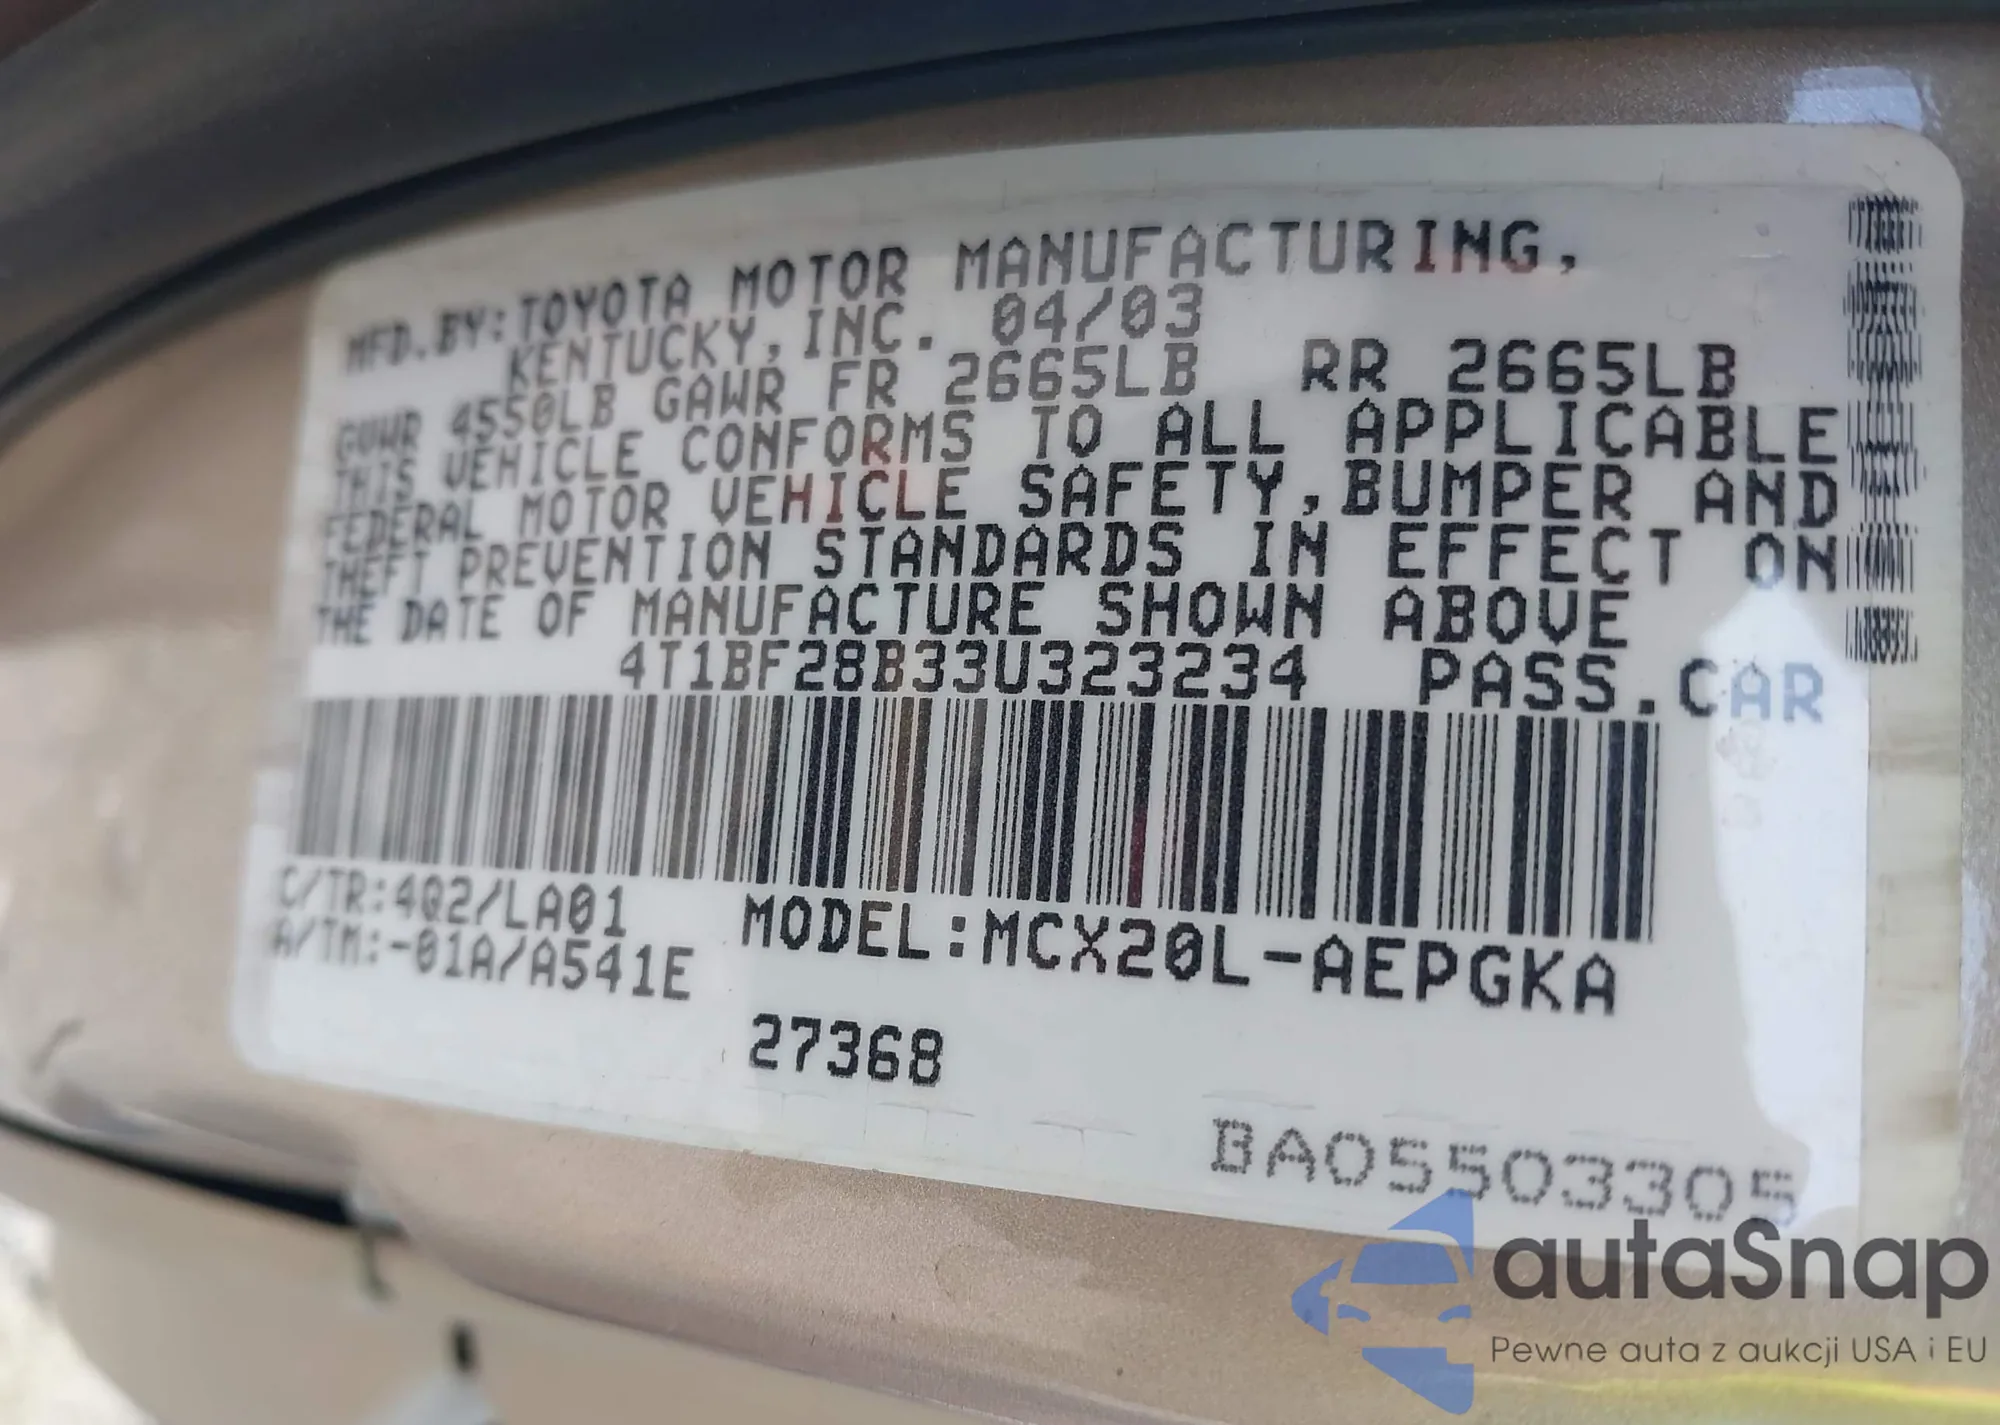 MFD.BY:TOYOTA MOTOR MANUFACTURING,
KENTUCKY,INC. 04/03
GVWR 4550LB GAWR FR 2665LB RR 2665LB
THIS VEHICLE CONFORMS TO ALL APPLICABLE
FEDERAL MOTOR VEHICLE SAFETY,BUMPER AND
THEFT PREVENTION STANDARDS IN EFFECT ON
THE DATE OF MANUFACTURE SHOWN ABOVE
4T1BF28B33U323234 PASS.CAR
C/TR:4Q2/LA01
A/TM:-01A/A541E
MODEL:MCX20L-AEPGKA
27368
BA05503305
autaSnap
Pewne auta z aukcji USA i EU